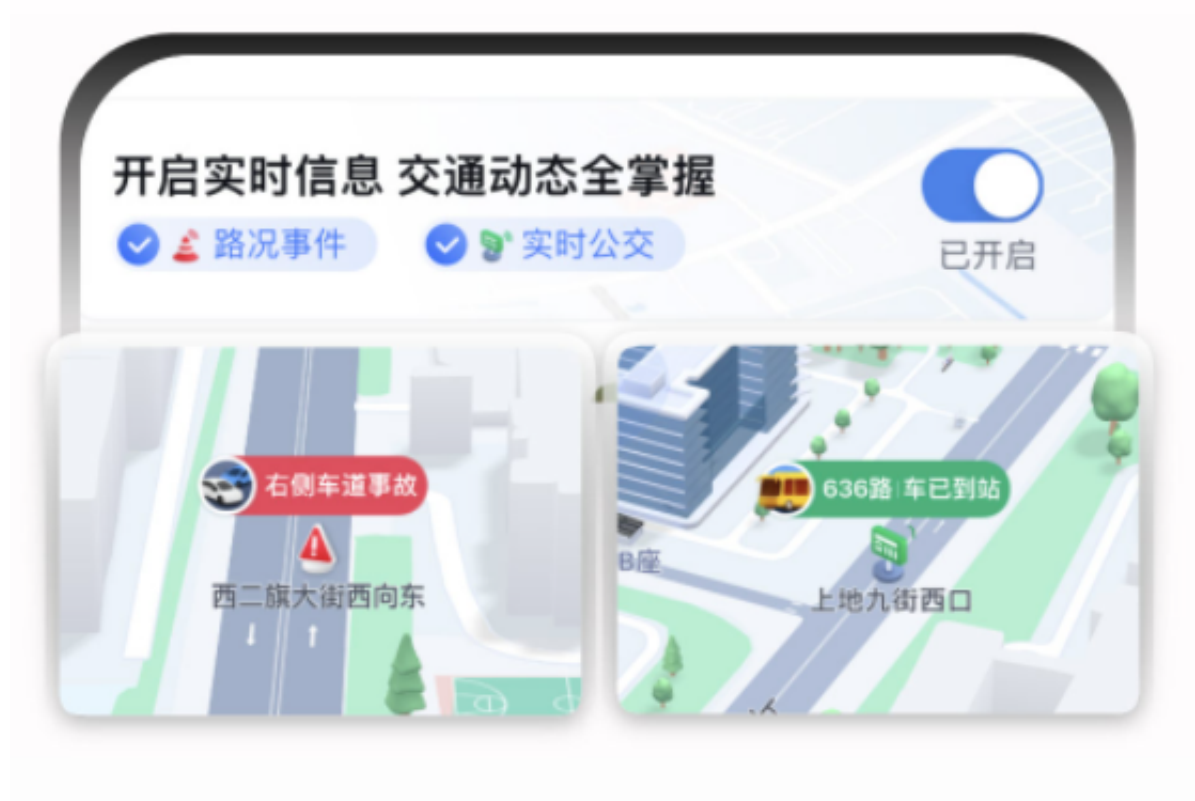 开启实时信息 交通动态全掌握
路况事件
实时公交
已开启
右侧车道事故
西二旗大街西向东
636路 车已到站
B座
上地九街西口